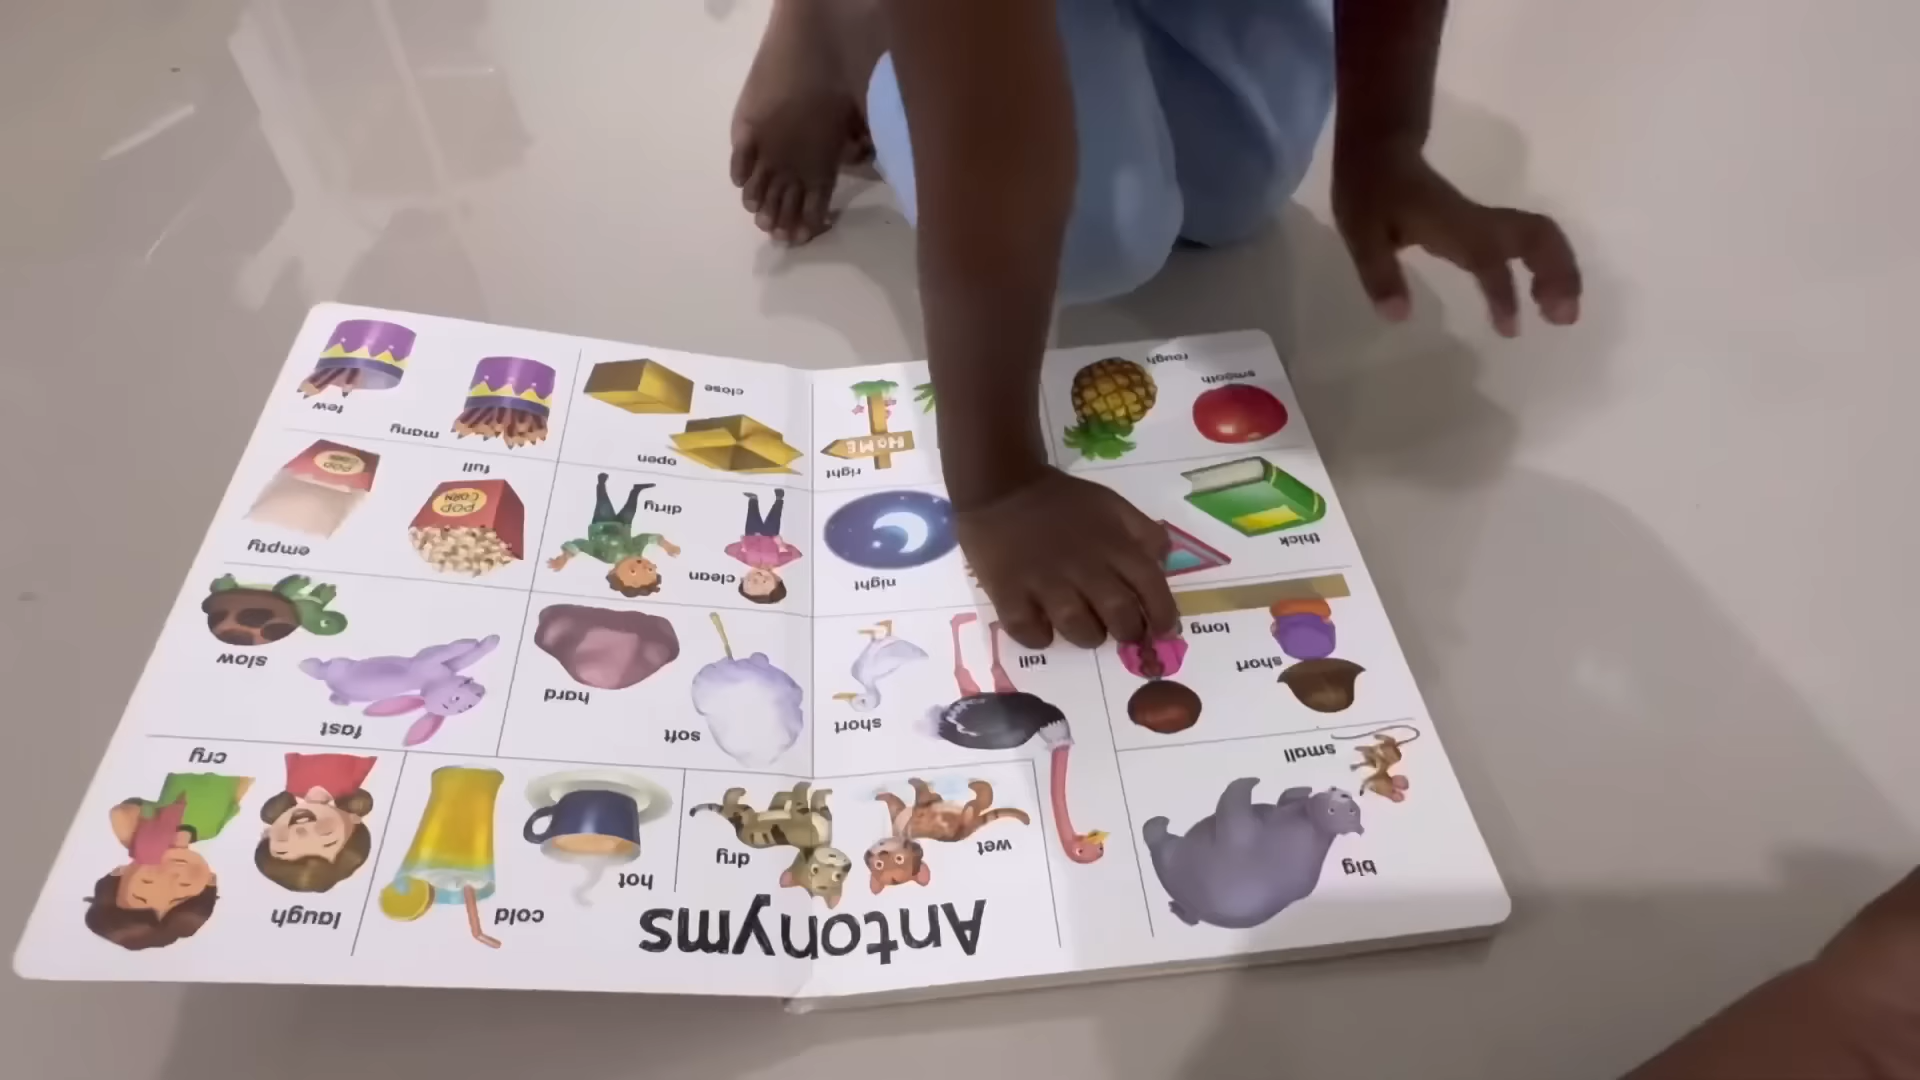 Antonyms
big
small
wet
dry
hot
cold
laugh
cry
short
long
tall
short
soft
hard
fast
slow
thick
night
clean
dirty
full
POP
CORN
empty
POP
CORN
smooth
rough
right
HOME
open
close
many
few